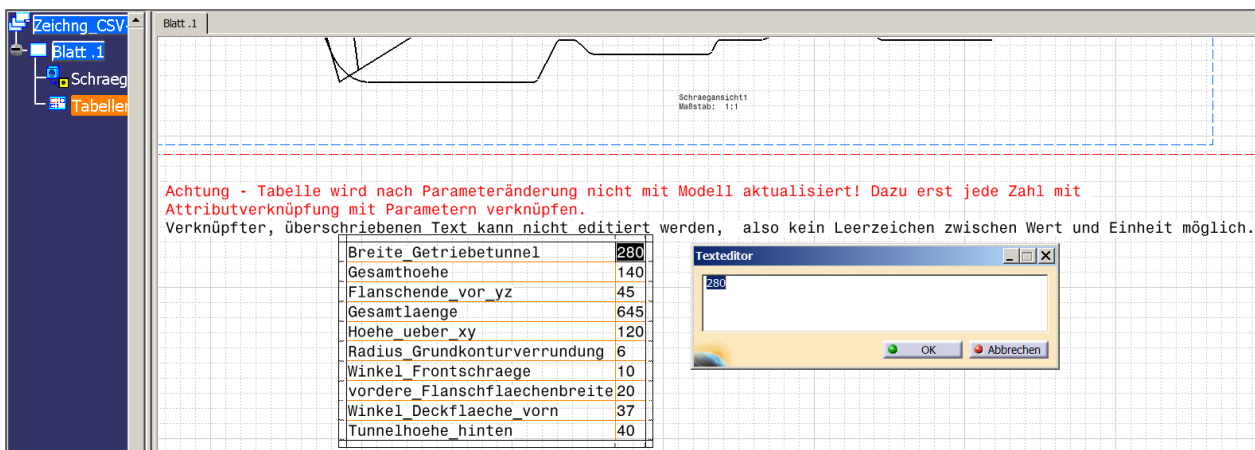 Zeichng_CSV-
Blatt .1
Schraeg
Tabeller
Blatt .1
Schraegansicht1
Maßstab: 1:1
Achtung - Tabelle wird nach Parameteränderung nicht mit Modell aktualisiert! Dazu erst jede Zahl mit
Attributverknüpfung mit Parametern verknüpfen.
Verknüpfter, überschriebenen Text kann nicht editiert werden,  also kein Leerzeichen zwischen Wert und Einheit möglich.
Breite_Getriebetunnel 280
Gesamthoehe 140
Flanschende_vor_yz 45
Gesamtlaenge 645
Hoehe_ueber_xy 120
Radius_Grundkonturverrundung 6
Winkel_Frontschraege 10
vordere_Flanschflaechenbreite 20
Winkel_Deckflaeche_vorn 37
Tunnelhoehe_hinten 40
Texteditor
280
OK Abbrechen